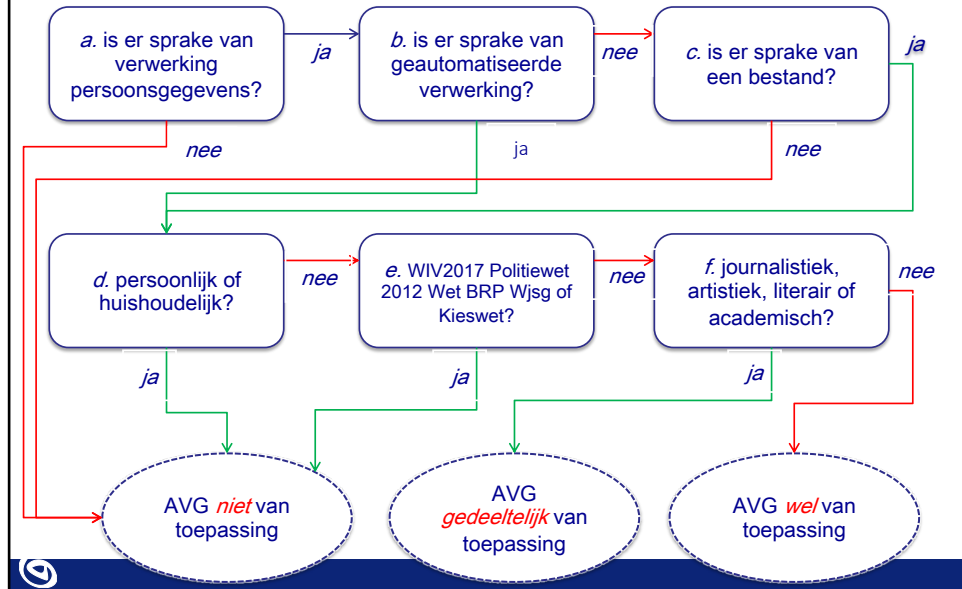 a. is er sprake van
verwerking
persoonsgegevens?
ja
b. is er sprake van
geautomatiseerde
verwerking?
nee
c. is er sprake van
een bestand?
ja
nee
ja
nee
d. persoonlijk of
huishoudelijk?
nee
e. WIV2017 Politiewet
2012 Wet BRP Wjsg of
Kieswet?
nee
f. journalistiek,
artistiek, literair of
academisch?
nee
ja
ja
ja
AVG niet van
toepassing
AVG
gedeeltelijk van
toepassing
AVG wel van
toepassing